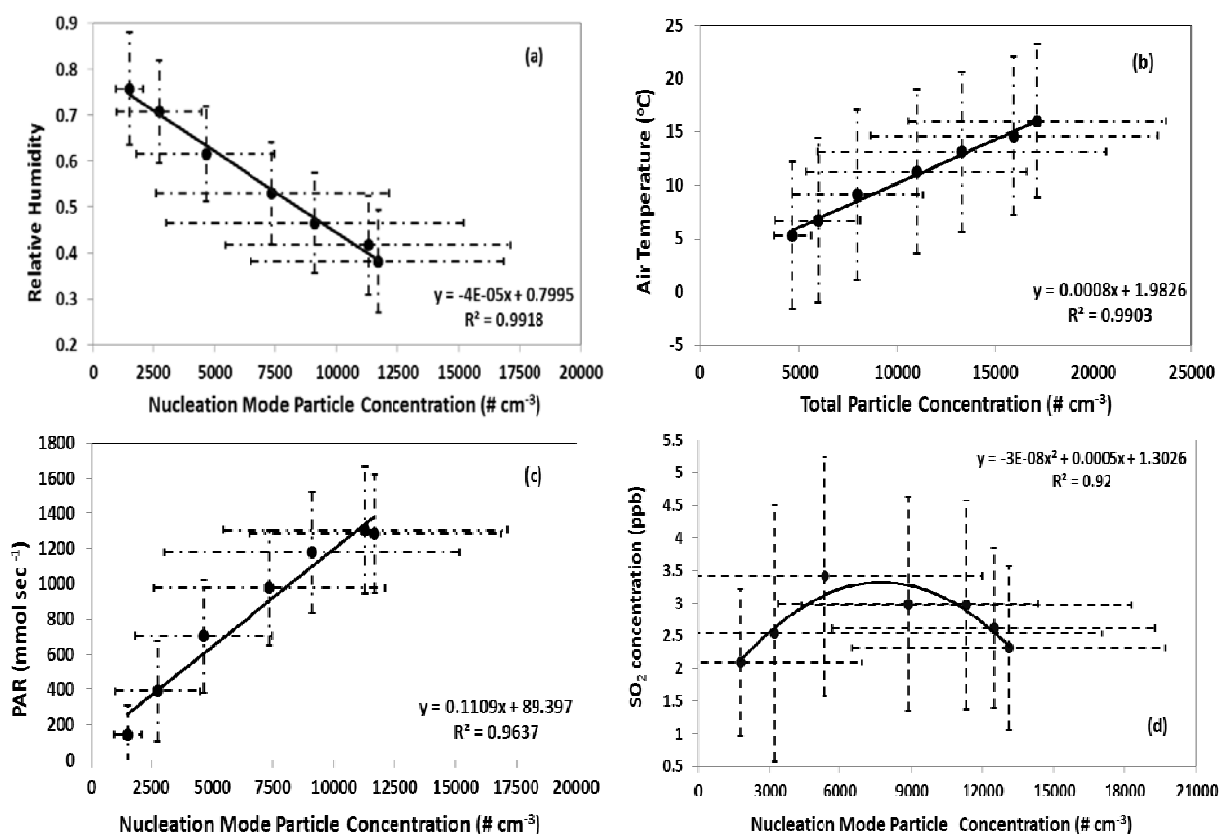 (a)
Relative Humidity
0.9
0.8
0.7
0.6
0.5
0.4
0.3
0.2
y = -4E-05x + 0.7995
R² = 0.9918
0 2500 5000 7500 10000 12500 15000 17500 20000
Nucleation Mode Particle Concentration (# cm⁻³)
(b)
Air Temperature (°C)
25
20
15
10
5
0
-5
y = 0.0008x + 1.9826
R² = 0.9903
0 5000 10000 15000 20000 25000
Total Particle Concentration (# cm⁻³)
(c)
PAR (mmol sec ⁻¹)
1800
1600
1400
1200
1000
800
600
400
200
0
y = 0.1109x + 89.397
R² = 0.9637
0 2500 5000 7500 10000 12500 15000 17500 20000
Nucleation Mode Particle Concentration (# cm⁻³)
y = -3E-08x² + 0.0005x + 1.3026
R² = 0.92
SO₂ concentration (ppb)
5.5
5
4.5
4
3.5
3
2.5
2
1.5
1
0.5
(d)
0 3000 6000 9000 12000 15000 18000 21000
Nucleation Mode Particle Concentration (# cm⁻³)